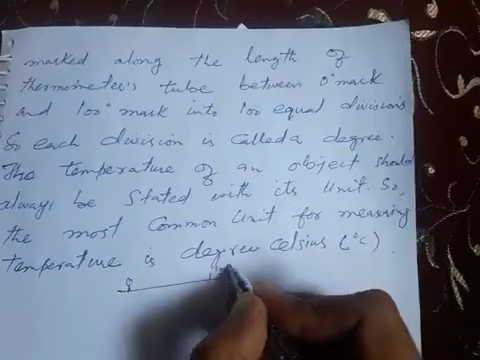 marked along the length of
thermometer's tube between 0° mark
and 100° mark into 100 equal divisions
So each division is called a degree.
The temperature of an object should
always be stated with its unit. So,
the most common unit for measuring
temperature is degree celsius (°C).